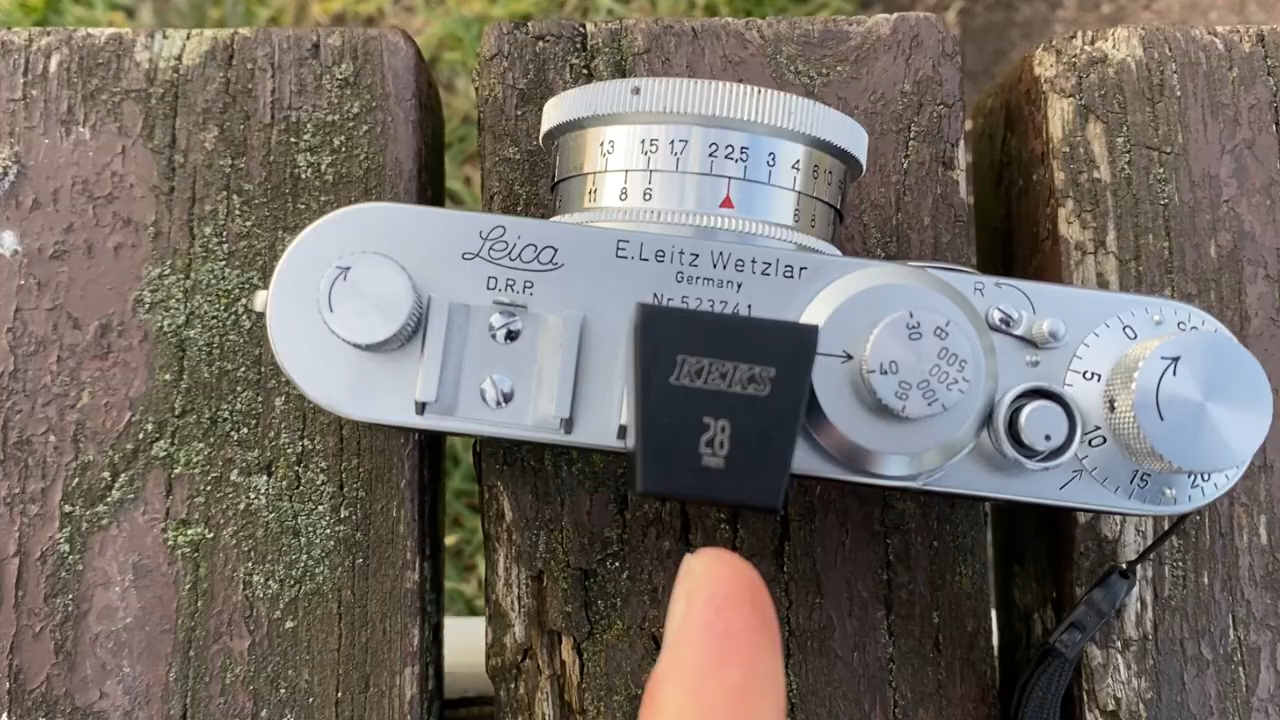 1,3 1,5 1,7 2 2,5 3 4 6 10
11 8 6 6 8
Leica
D.R.P.
E.Leitz Wetzlar
Germany
Nr.523741
KEKS
28
R
30 B 500 200 100 60 40
0 5 10 15 20